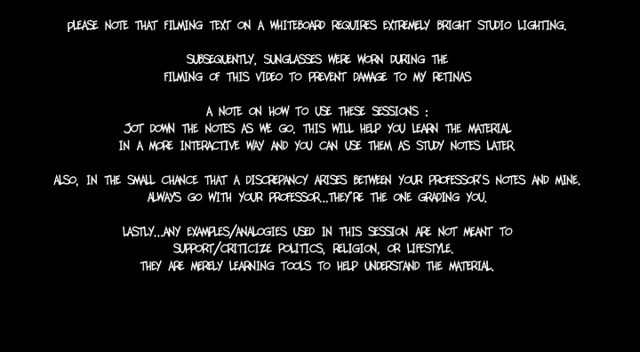 PLEASE NOTE THAT FILMING TEXT ON A WHITEBOARD REQUIRES EXTREMELY BRIGHT STUDIO LIGHTING.
SUBSEQUENTLY, SUNGLASSES WERE WORN DURING THE
FILMING OF THIS VIDEO TO PREVENT DAMAGE TO MY RETINAS
A NOTE ON HOW TO USE THESE SESSIONS :
JOT DOWN THE NOTES AS WE GO. THIS WILL HELP YOU LEARN THE MATERIAL
IN A MORE INTERACTIVE WAY AND YOU CAN USE THEM AS STUDY NOTES LATER.
ALSO, IN THE SMALL CHANCE THAT A DISCREPANCY ARISES BETWEEN YOUR PROFESSOR'S NOTES AND MINE.
ALWAYS GO WITH YOUR PROFESSOR...THEY'RE THE ONE GRADING YOU.
LASTLY...ANY EXAMPLES/ANALOGIES USED IN THIS SESSION ARE NOT MEANT TO
SUPPORT/CRITICIZE POLITICS, RELIGION, OR LIFESTYLE.
THEY ARE MERELY LEARNING TOOLS TO HELP UNDERSTAND THE MATERIAL.